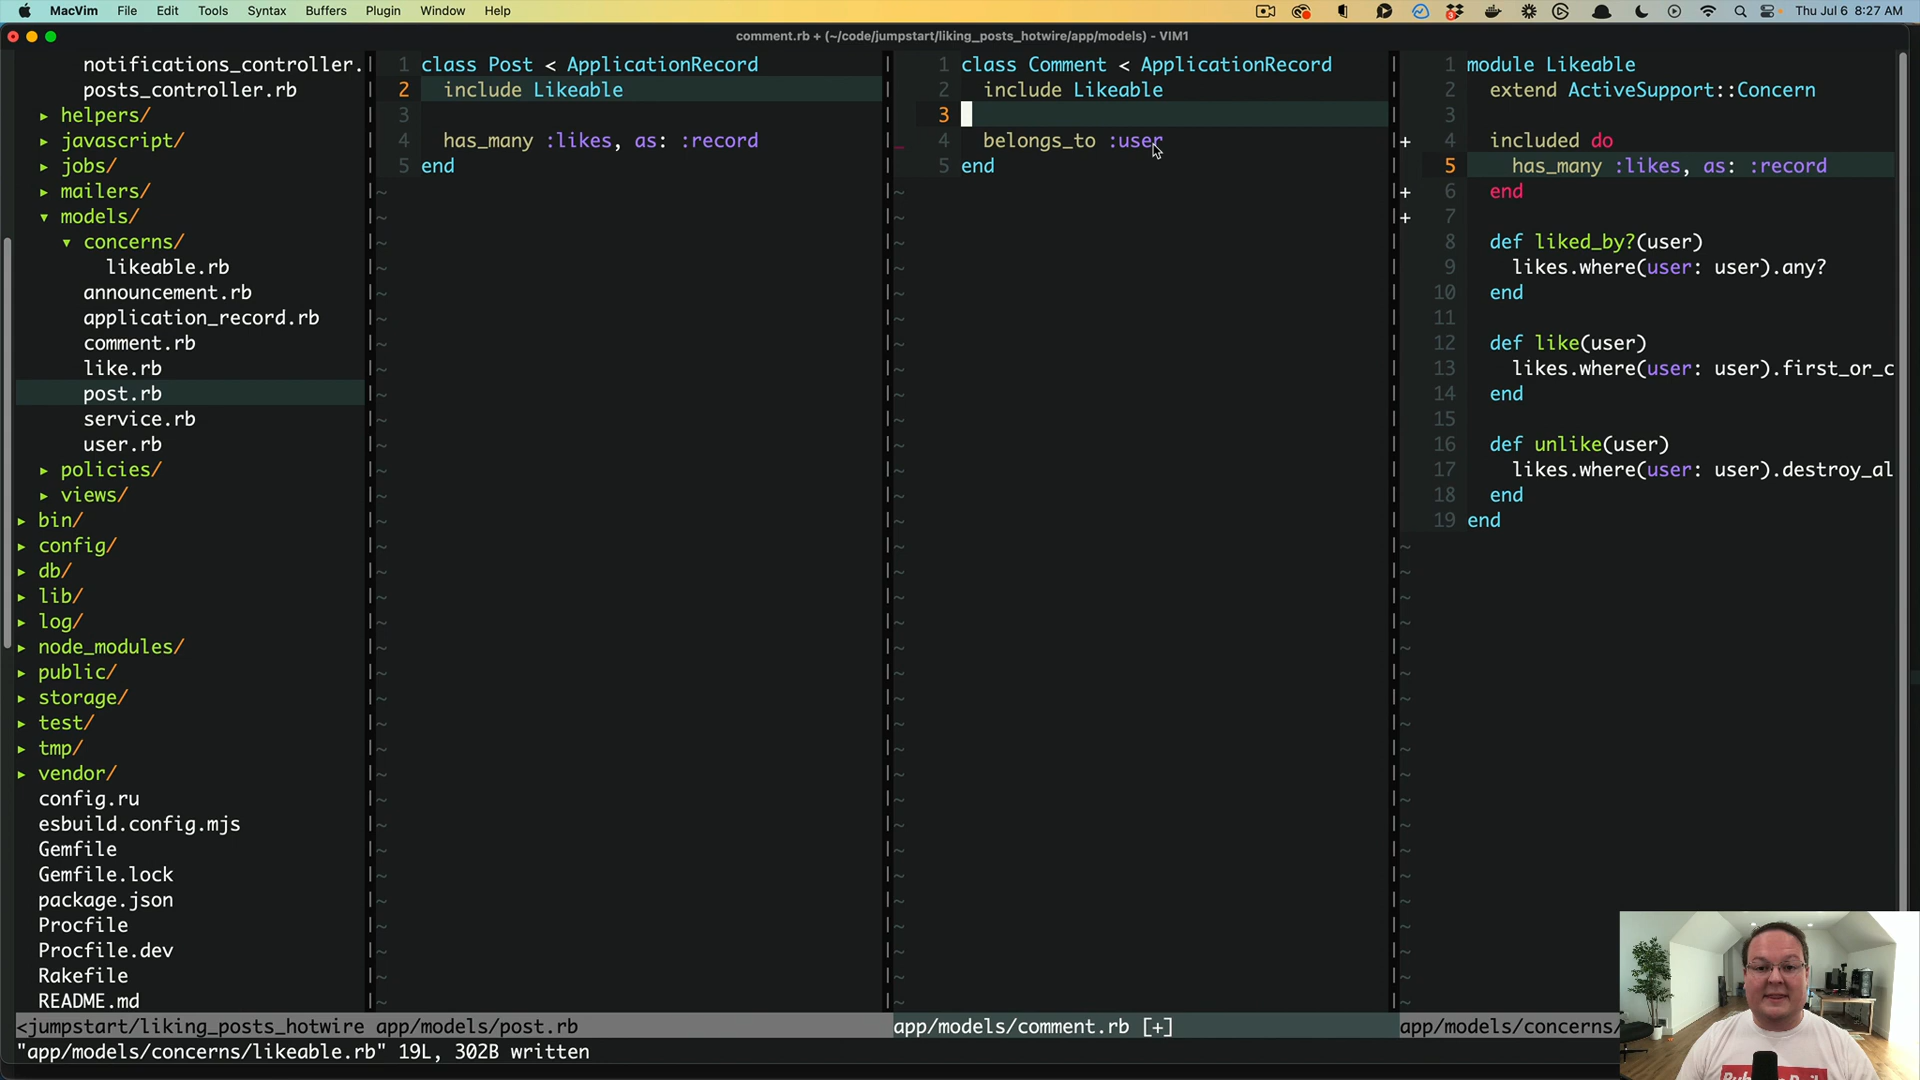 MacVim File Edit Tools Syntax Buffers Plugin Window Help Thu Jul 6 8:27 AM
comment.rb + (~/code/jumpstart/liking_posts_hotwire/app/models) - VIM1
notifications_controller.
posts_controller.rb
▸ helpers/
▸ javascript/
▸ jobs/
▸ mailers/
▾ models/
▾ concerns/
likeable.rb
announcement.rb
application_record.rb
comment.rb
like.rb
post.rb
service.rb
user.rb
▸ policies/
▸ views/
▸ bin/
▸ config/
▸ db/
▸ lib/
▸ log/
▸ node_modules/
▸ public/
▸ storage/
▸ test/
▸ tmp/
▸ vendor/
config.ru
esbuild.config.mjs
Gemfile
Gemfile.lock
package.json
Procfile
Procfile.dev
Rakefile
README.md
1 class Post < ApplicationRecord
2 include Likeable
3
4 has_many :likes, as: :record
5 end
1 class Comment < ApplicationRecord
2 include Likeable
3
4 belongs_to :user
5 end
1 module Likeable
2 extend ActiveSupport::Concern
3
+ 4 included do
5 has_many :likes, as: :record
+ 6 end
+ 7
8 def liked_by?(user)
9 likes.where(user: user).any?
10 end
11
12 def like(user)
13 likes.where(user: user).first_or_c
14 end
15
16 def unlike(user)
17 likes.where(user: user).destroy_al
18 end
19 end
<jumpstart/liking_posts_hotwire app/models/post.rb app/models/comment.rb [+] app/models/concerns/
"app/models/concerns/likeable.rb" 19L, 302B written